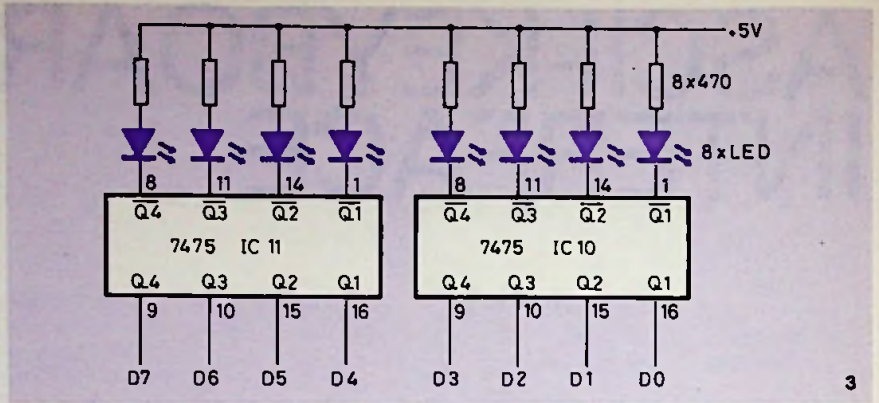 +5V
8x470
8xLED
8 11 14 1 8 11 14 1
Q4 Q3 Q2 Q1 Q4 Q3 Q2 Q1
7475 IC 11 7475 IC 10
Q4 Q3 Q2 Q1 Q4 Q3 Q2 Q1
9 10 15 16 9 10 15 16
D7 D6 D5 D4 D3 D2 D1 D0
3